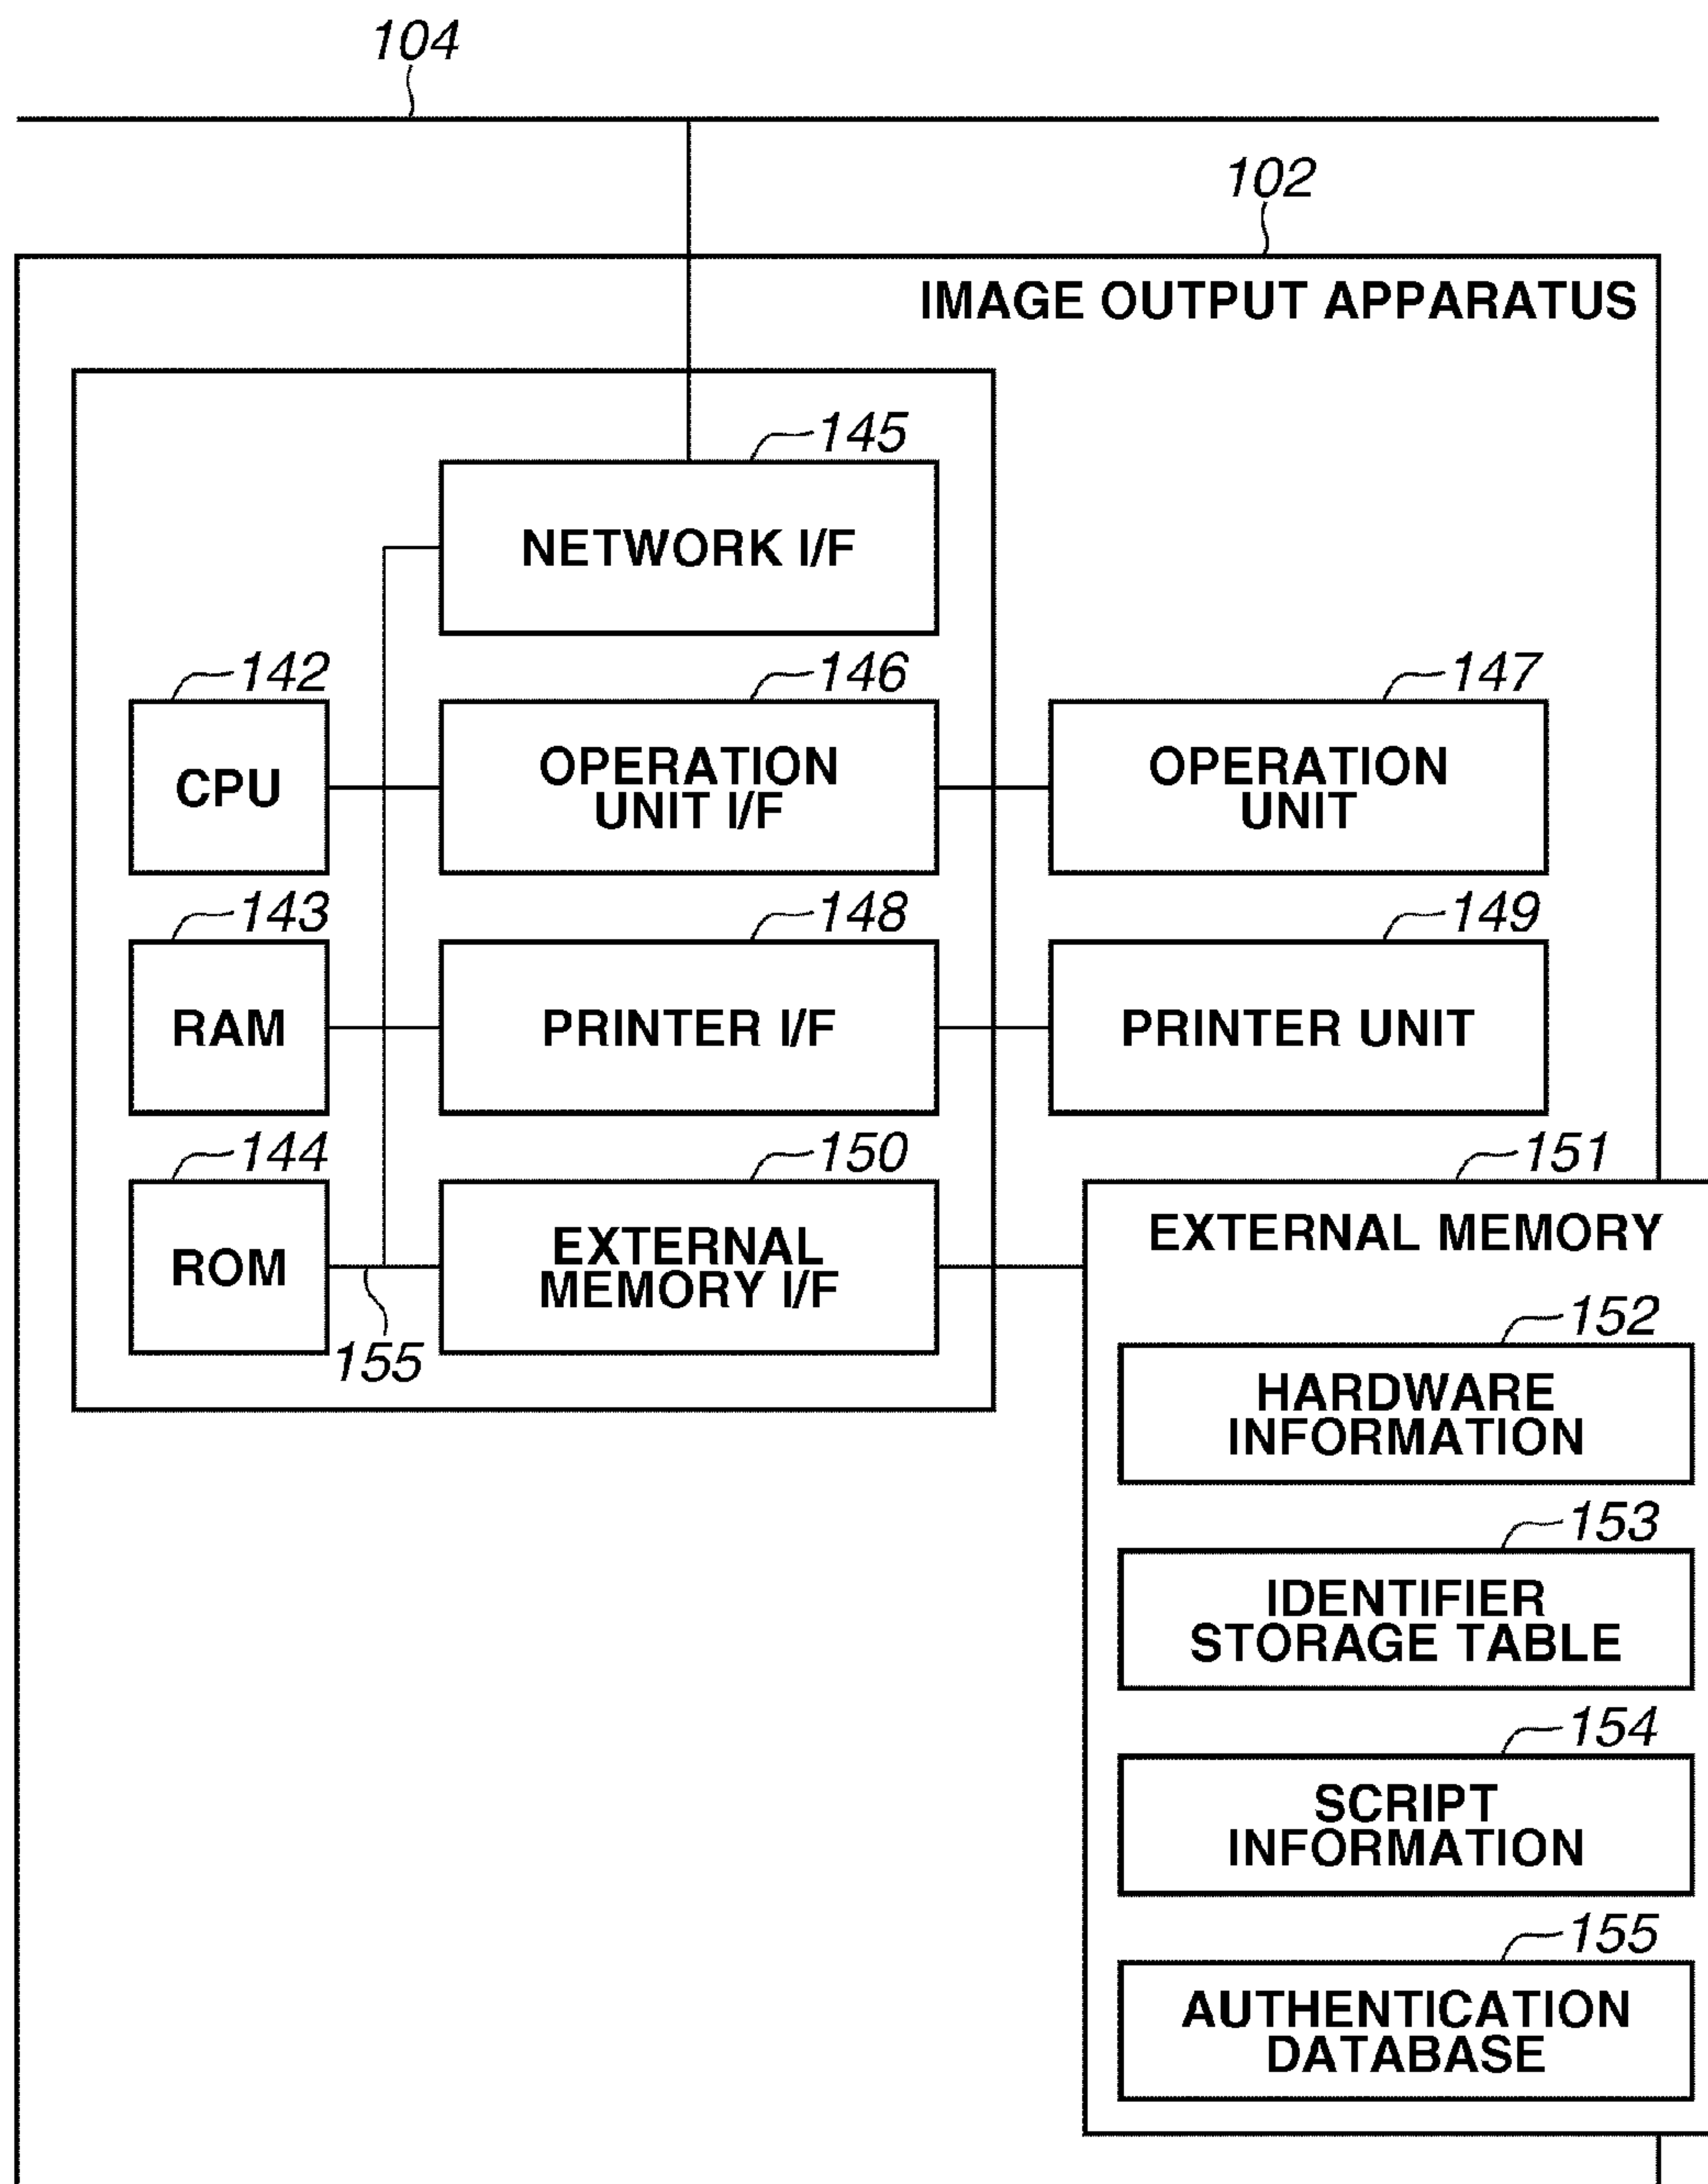 104
102
IMAGE OUTPUT APPARATUS
145
NETWORK I/F
142
146
147
CPU
OPERATION
UNIT I/F
OPERATION
UNIT
143
148
149
RAM
PRINTER I/F
PRINTER UNIT
144
150
151
ROM
EXTERNAL
MEMORY I/F
155
EXTERNAL MEMORY
152
HARDWARE
INFORMATION
153
IDENTIFIER
STORAGE TABLE
154
SCRIPT
INFORMATION
155
AUTHENTICATION
DATABASE